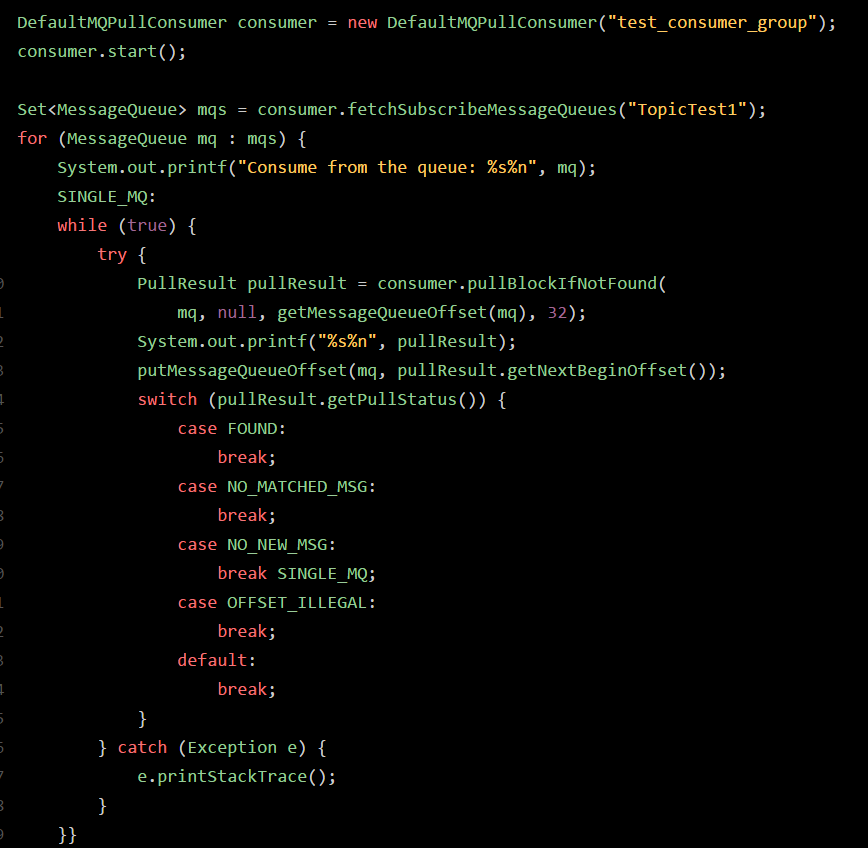 DefaultMQPullConsumer consumer = new DefaultMQPullConsumer("test_consumer_group");
consumer.start();

Set<MessageQueue> mqs = consumer.fetchSubscribeMessageQueues("TopicTest1");
for (MessageQueue mq : mqs) {
    System.out.printf("Consume from the queue: %s%n", mq);
    SINGLE_MQ:
    while (true) {
        try {
            PullResult pullResult = consumer.pullBlockIfNotFound(
                mq, null, getMessageQueueOffset(mq), 32);
            System.out.printf("%s%n", pullResult);
            putMessageQueueOffset(mq, pullResult.getNextBeginOffset());
            switch (pullResult.getPullStatus()) {
                case FOUND:
                    break;
                case NO_MATCHED_MSG:
                    break;
                case NO_NEW_MSG:
                    break SINGLE_MQ;
                case OFFSET_ILLEGAL:
                    break;
                default:
                    break;
            }
        } catch (Exception e) {
            e.printStackTrace();
        }
    }}